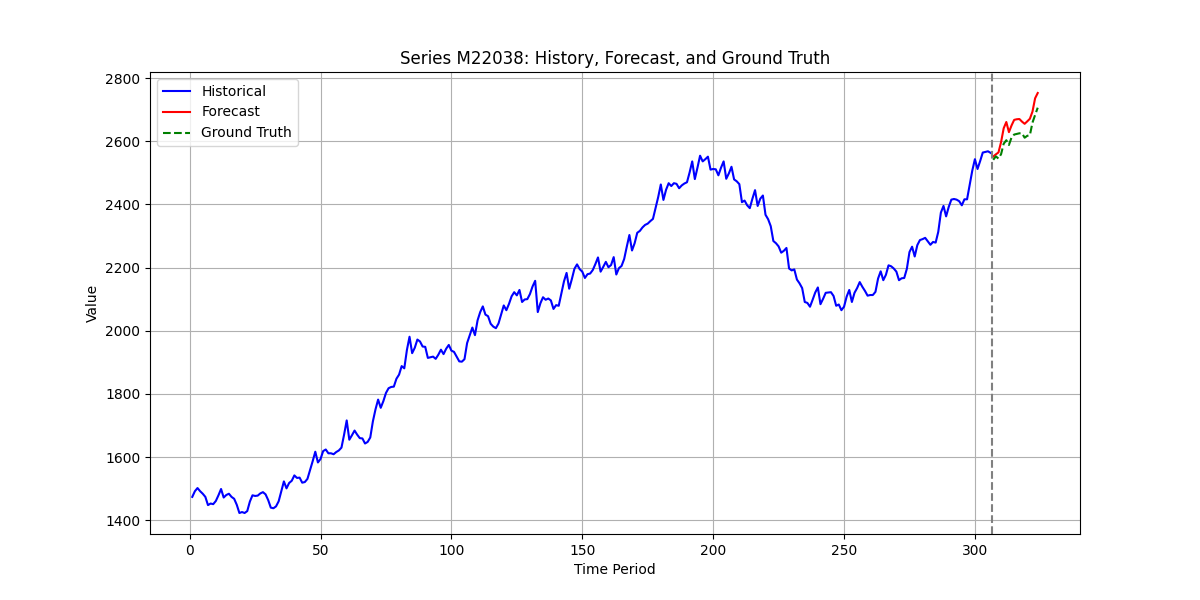 Series M22038: History, Forecast, and Ground Truth
Historical
Forecast
Ground Truth
Value
2800
2600
2400
2200
2000
1800
1600
1400
0 50 100 150 200 250 300
Time Period